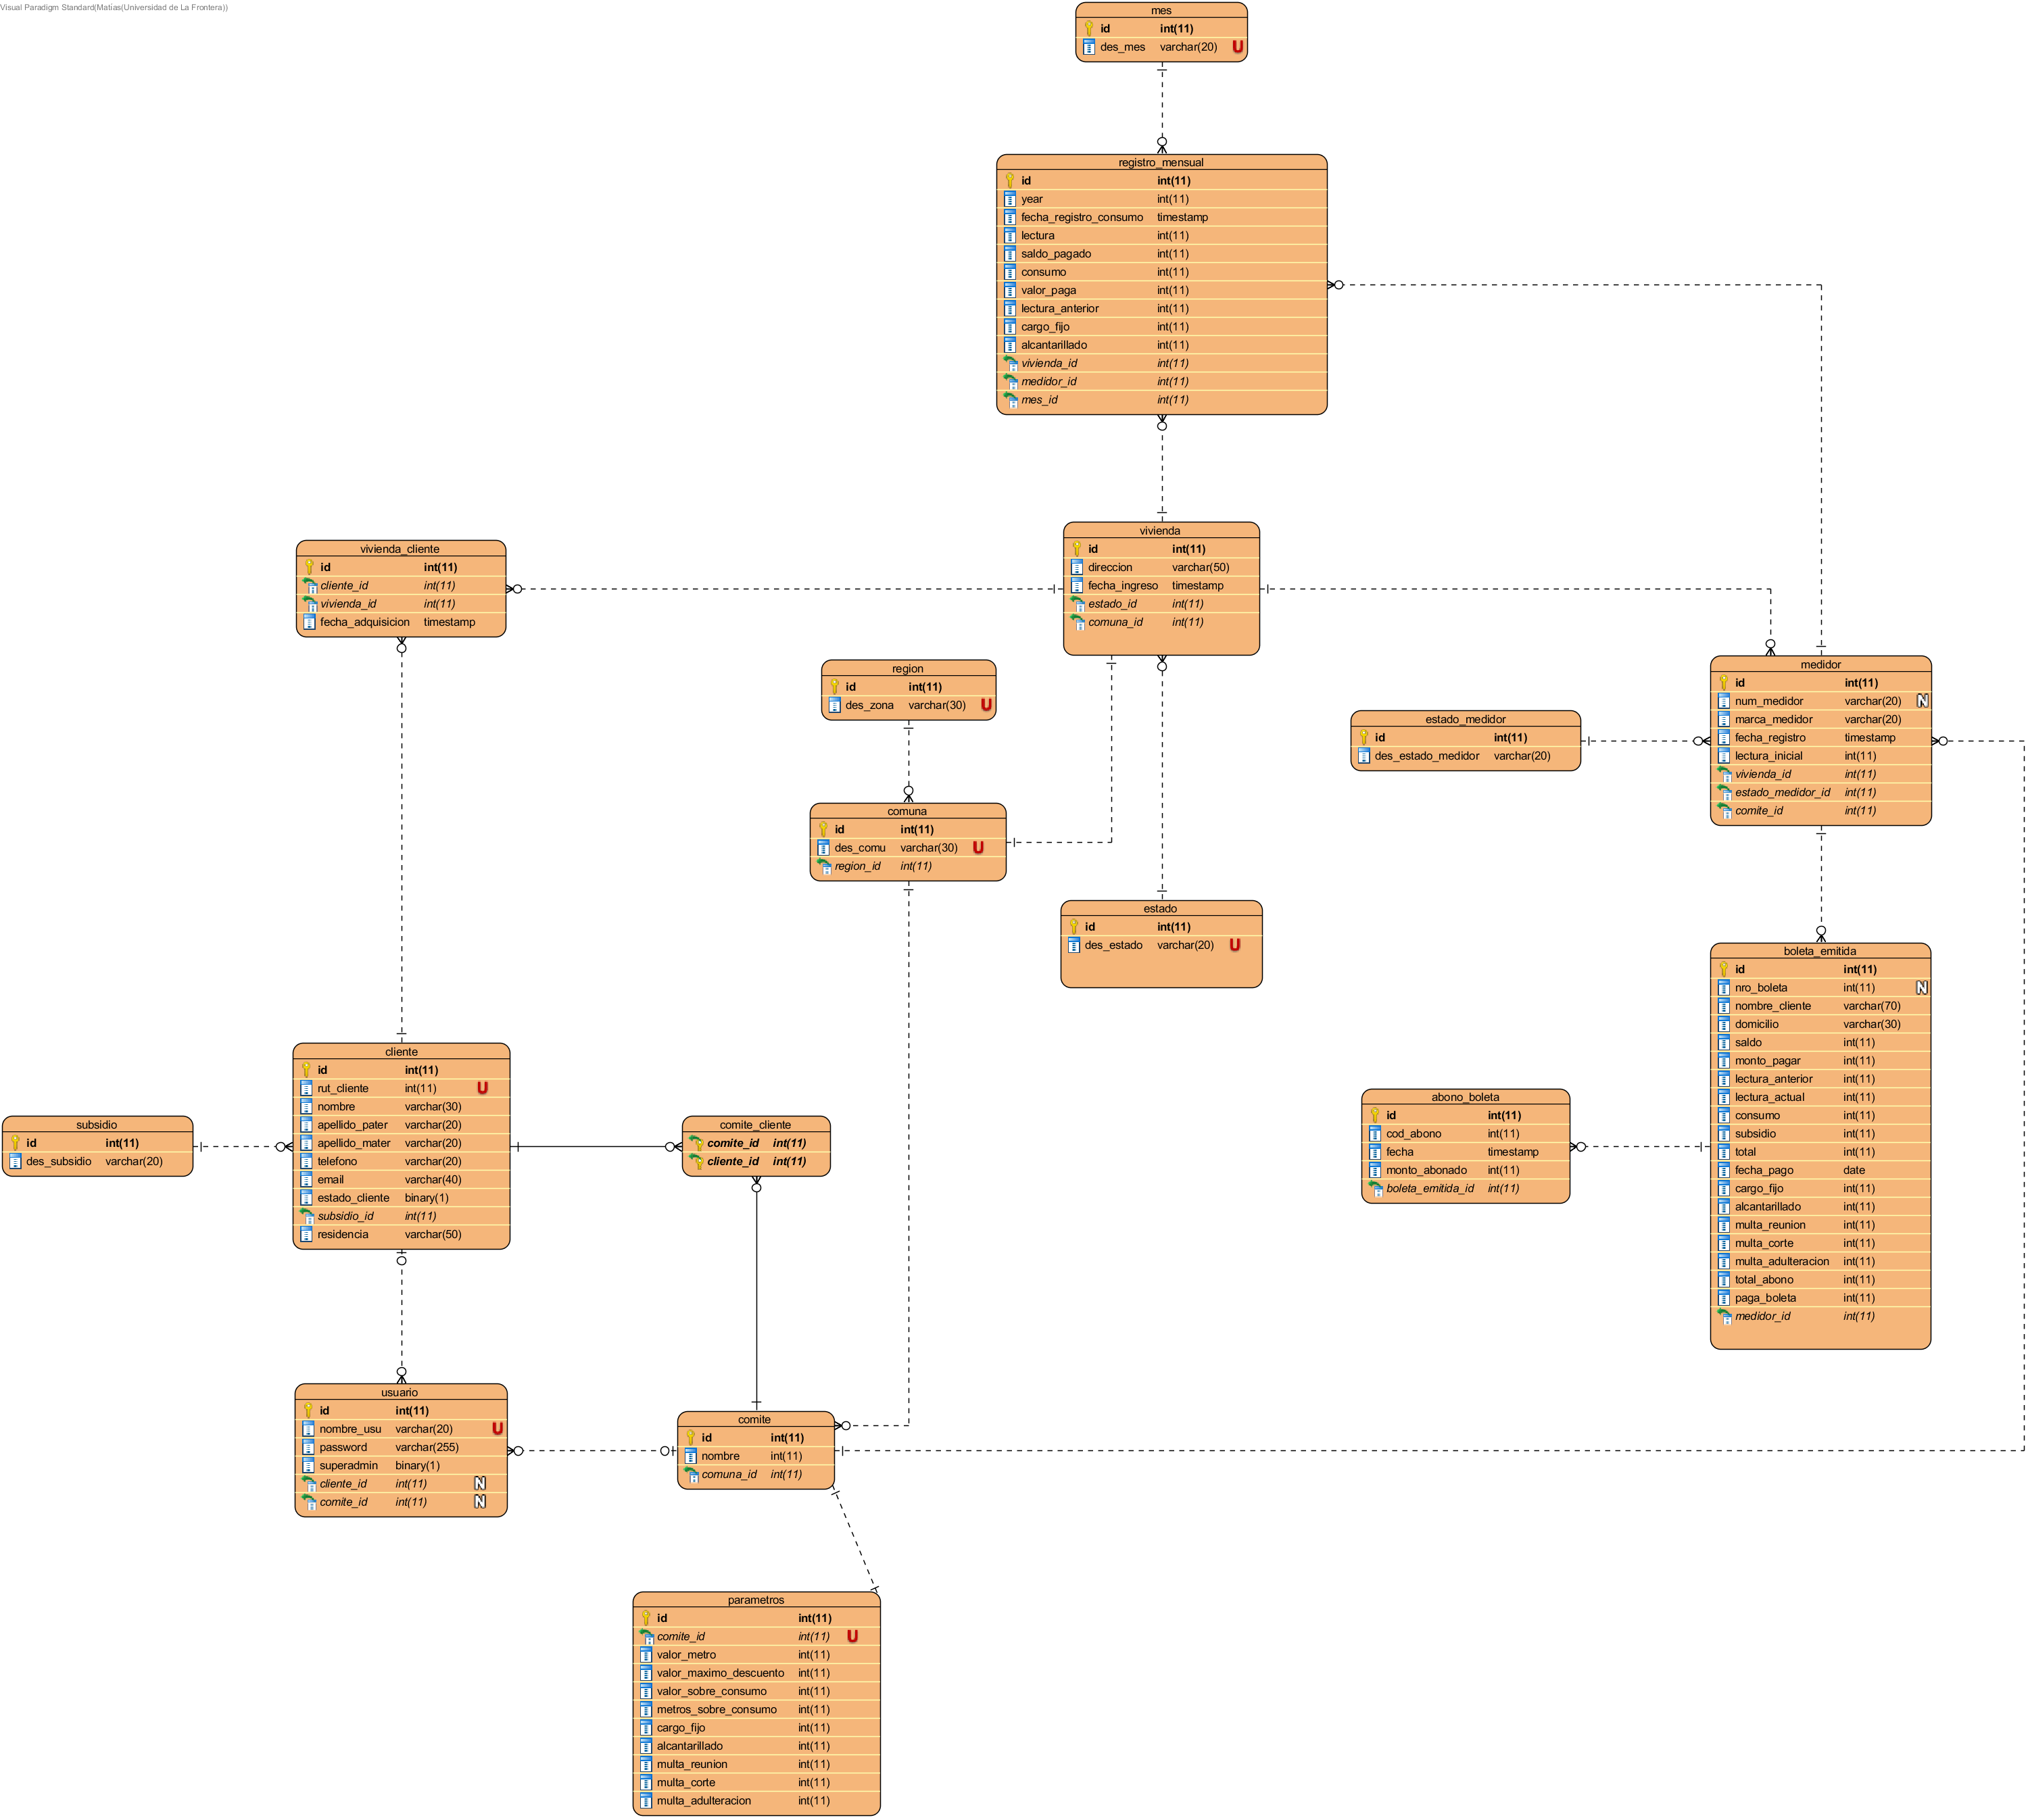 Visual Paradigm Standard(Matias(Universidad de La Frontera))
mes
id int(11)
des_mes varchar(20) U
registro_mensual
id int(11)
year int(11)
fecha_registro_consumo timestamp
lectura int(11)
saldo_pagado int(11)
consumo int(11)
valor_paga int(11)
lectura_anterior int(11)
cargo_fijo int(11)
alcantarillado int(11)
vivienda_id int(11)
medidor_id int(11)
mes_id int(11)
vivienda_cliente
id int(11)
cliente_id int(11)
vivienda_id int(11)
fecha_adquisicion timestamp
vivienda
id int(11)
direccion varchar(50)
fecha_ingreso timestamp
estado_id int(11)
comuna_id int(11)
region
id int(11)
des_zona varchar(30) U
estado_medidor
id int(11)
des_estado_medidor varchar(20)
medidor
id int(11)
num_medidor varchar(20) N
marca_medidor varchar(20)
fecha_registro timestamp
lectura_inicial int(11)
vivienda_id int(11)
estado_medidor_id int(11)
comite_id int(11)
comuna
id int(11)
des_comu varchar(30) U
region_id int(11)
estado
id int(11)
des_estado varchar(20) U
boleta_emitida
id int(11)
nro_boleta int(11) N
nombre_cliente varchar(70)
domicilio varchar(30)
saldo int(11)
monto_pagar int(11)
lectura_anterior int(11)
lectura_actual int(11)
consumo int(11)
subsidio int(11)
total int(11)
fecha_pago date
cargo_fijo int(11)
alcantarillado int(11)
multa_reunion int(11)
multa_corte int(11)
multa_adulteracion int(11)
total_abono int(11)
paga_boleta int(11)
medidor_id int(11)
abono_boleta
id int(11)
cod_abono int(11)
fecha timestamp
monto_abonado int(11)
boleta_emitida_id int(11)
subsidio
id int(11)
des_subsidio varchar(20)
cliente
id int(11)
rut_cliente int(11) U
nombre varchar(30)
apellido_pater varchar(20)
apellido_mater varchar(20)
telefono varchar(20)
email varchar(40)
estado_cliente binary(1)
subsidio_id int(11)
residencia varchar(50)
comite_cliente
comite_id int(11)
cliente_id int(11)
usuario
id int(11)
nombre_usu varchar(20) U
password varchar(255)
superadmin binary(1)
cliente_id int(11) N
comite_id int(11) N
comite
id int(11)
nombre int(11)
comuna_id int(11)
parametros
id int(11)
comite_id int(11) U
valor_metro int(11)
valor_maximo_descuento int(11)
valor_sobre_consumo int(11)
metros_sobre_consumo int(11)
cargo_fijo int(11)
alcantarillado int(11)
multa_reunion int(11)
multa_corte int(11)
multa_adulteracion int(11)